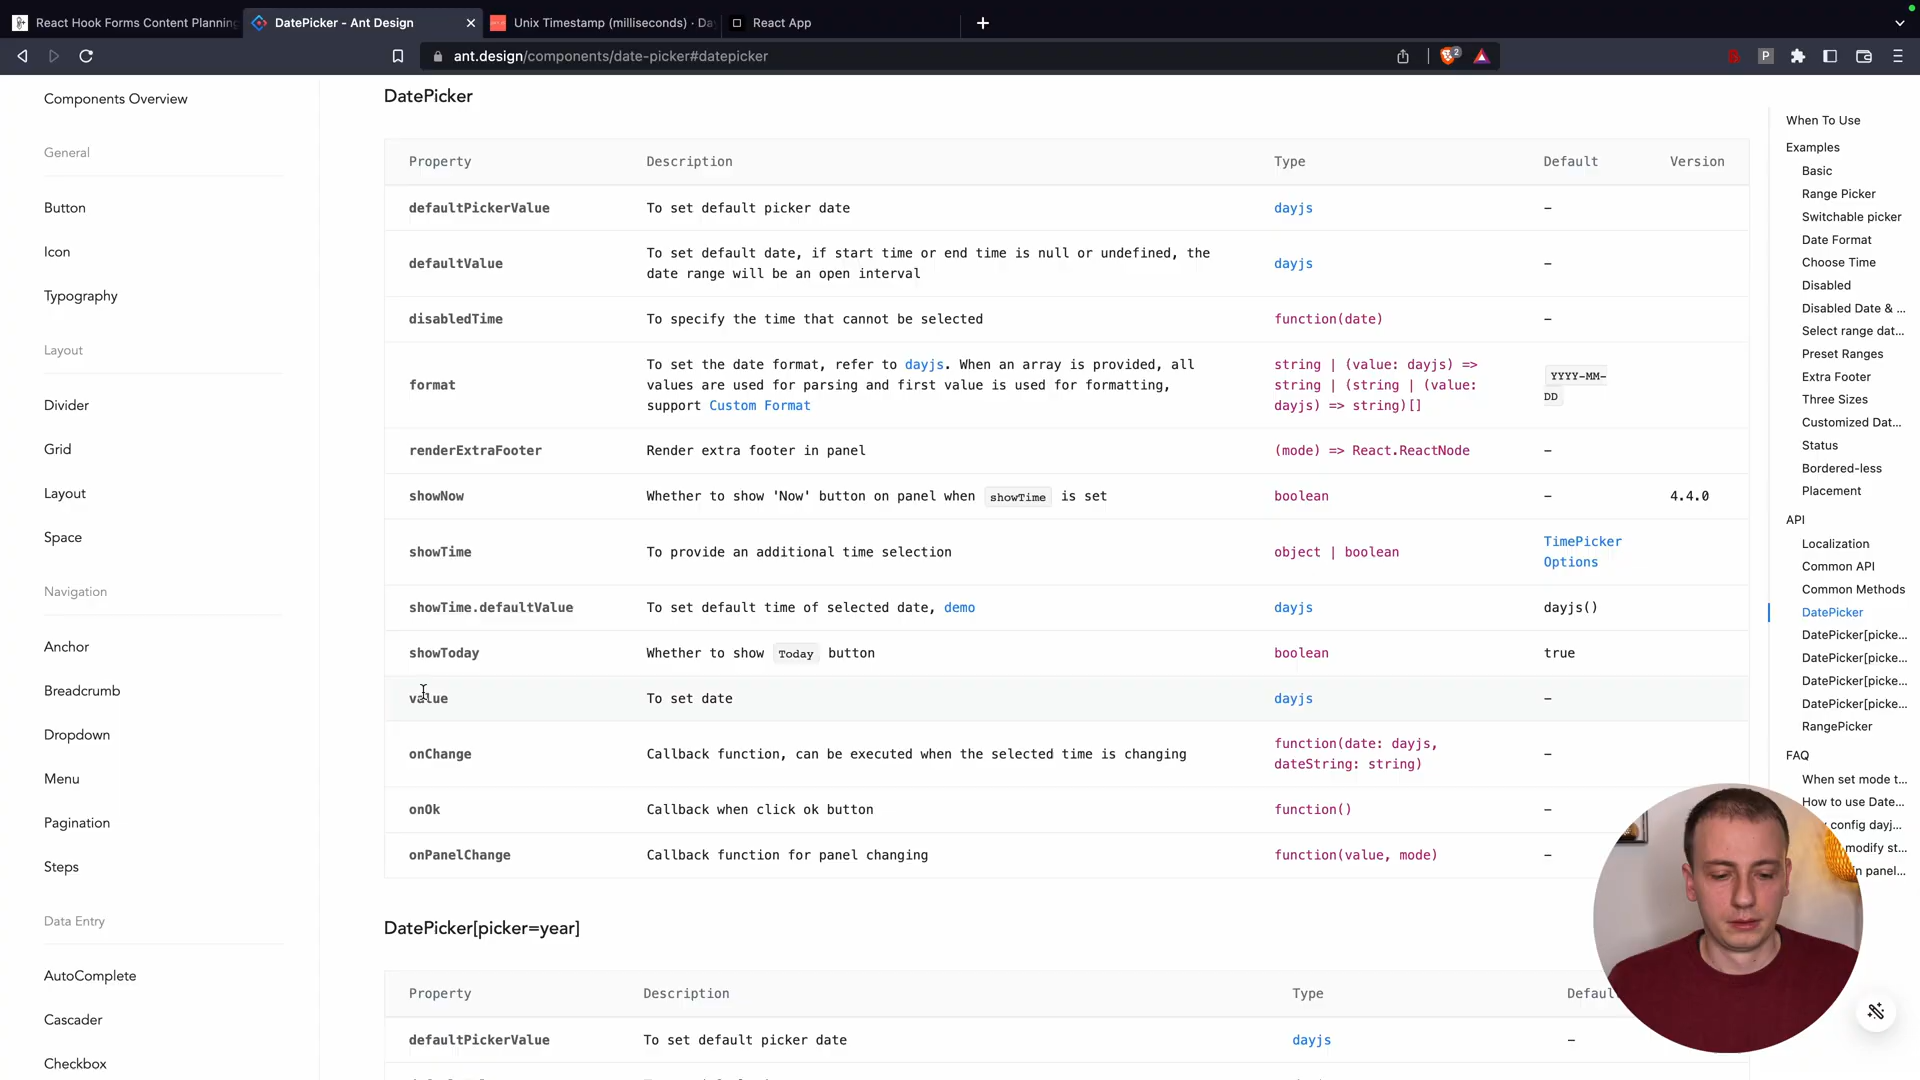 React Hook Forms Content Planning
DatePicker - Ant Design
Unix Timestamp (milliseconds) · Da
React App
ant.design/components/date-picker#datepicker
2
P
Components Overview
General
Button
Icon
Typography
Layout
Divider
Grid
Layout
Space
Navigation
Anchor
Breadcrumb
Dropdown
Menu
Pagination
Steps
Data Entry
AutoComplete
Cascader
Checkbox
DatePicker
Property Description Type Default Version
defaultPickerValue To set default picker date dayjs –
defaultValue To set default date, if start time or end time is null or undefined, the
date range will be an open interval dayjs –
disabledTime To specify the time that cannot be selected function(date) –
format To set the date format, refer to dayjs. When an array is provided, all
values are used for parsing and first value is used for formatting,
support Custom Format
string | (value: dayjs) =>
string | (string | (value:
dayjs) => string)[]
YYYY-MM-
DD
renderExtraFooter Render extra footer in panel (mode) => React.ReactNode –
showNow Whether to show 'Now' button on panel when showTime is set boolean – 4.4.0
showTime To provide an additional time selection object | boolean TimePicker
Options
showTime.defaultValue To set default time of selected date, demo dayjs dayjs()
showToday Whether to show Today button boolean true
value To set date dayjs –
onChange Callback function, can be executed when the selected time is changing function(date: dayjs,
dateString: string) –
onOk Callback when click ok button function() –
onPanelChange Callback function for panel changing function(value, mode) –
DatePicker[picker=year]
Property Description Type Defaul
defaultPickerValue To set default picker date dayjs –
When To Use
Examples
Basic
Range Picker
Switchable picker
Date Format
Choose Time
Disabled
Disabled Date & ...
Select range dat...
Preset Ranges
Extra Footer
Three Sizes
Customized Dat...
Status
Bordered-less
Placement
API
Localization
Common API
Common Methods
DatePicker
DatePicker[picke...
DatePicker[picke...
DatePicker[picke...
DatePicker[picke...
RangePicker
FAQ
When set mode t...
How to use Date...
config dayj...
modify st...
n panel...